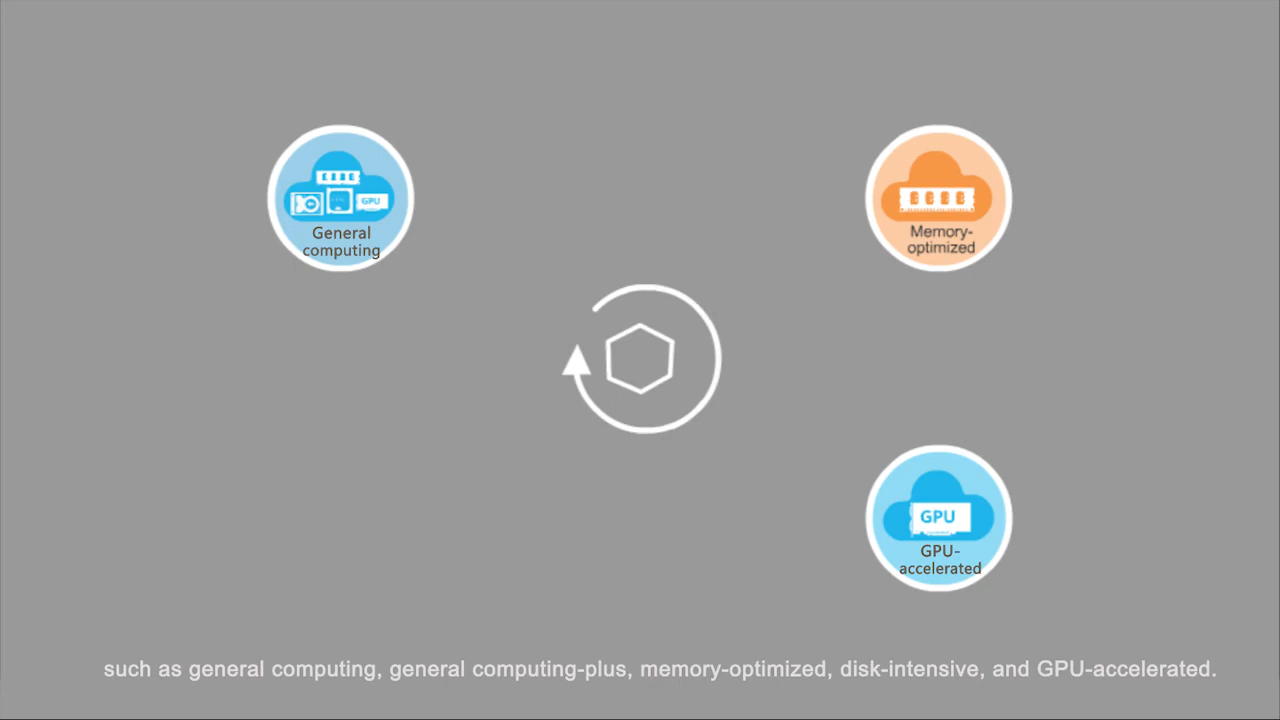 GPU
General
computing
Memory-
optimized
GPU
GPU-
accelerated
such as general computing, general computing-plus, memory-optimized, disk-intensive, and GPU-accelerated.